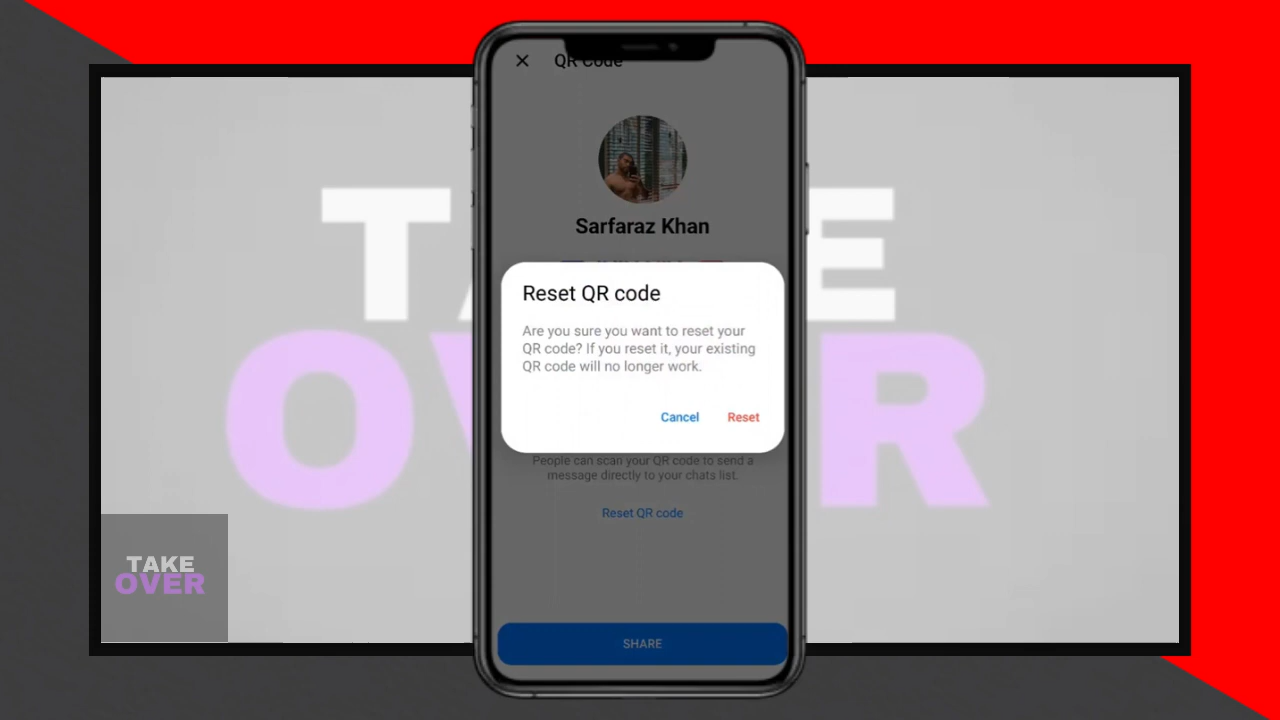 QR Code
Sarfaraz Khan
Reset QR code
Are you sure you want to reset your
QR code? If you reset it, your existing
QR code will no longer work.
Cancel Reset
People can scan your QR code to send a
message directly to your chats list.
Reset QR code
SHARE
TAKE
OVER